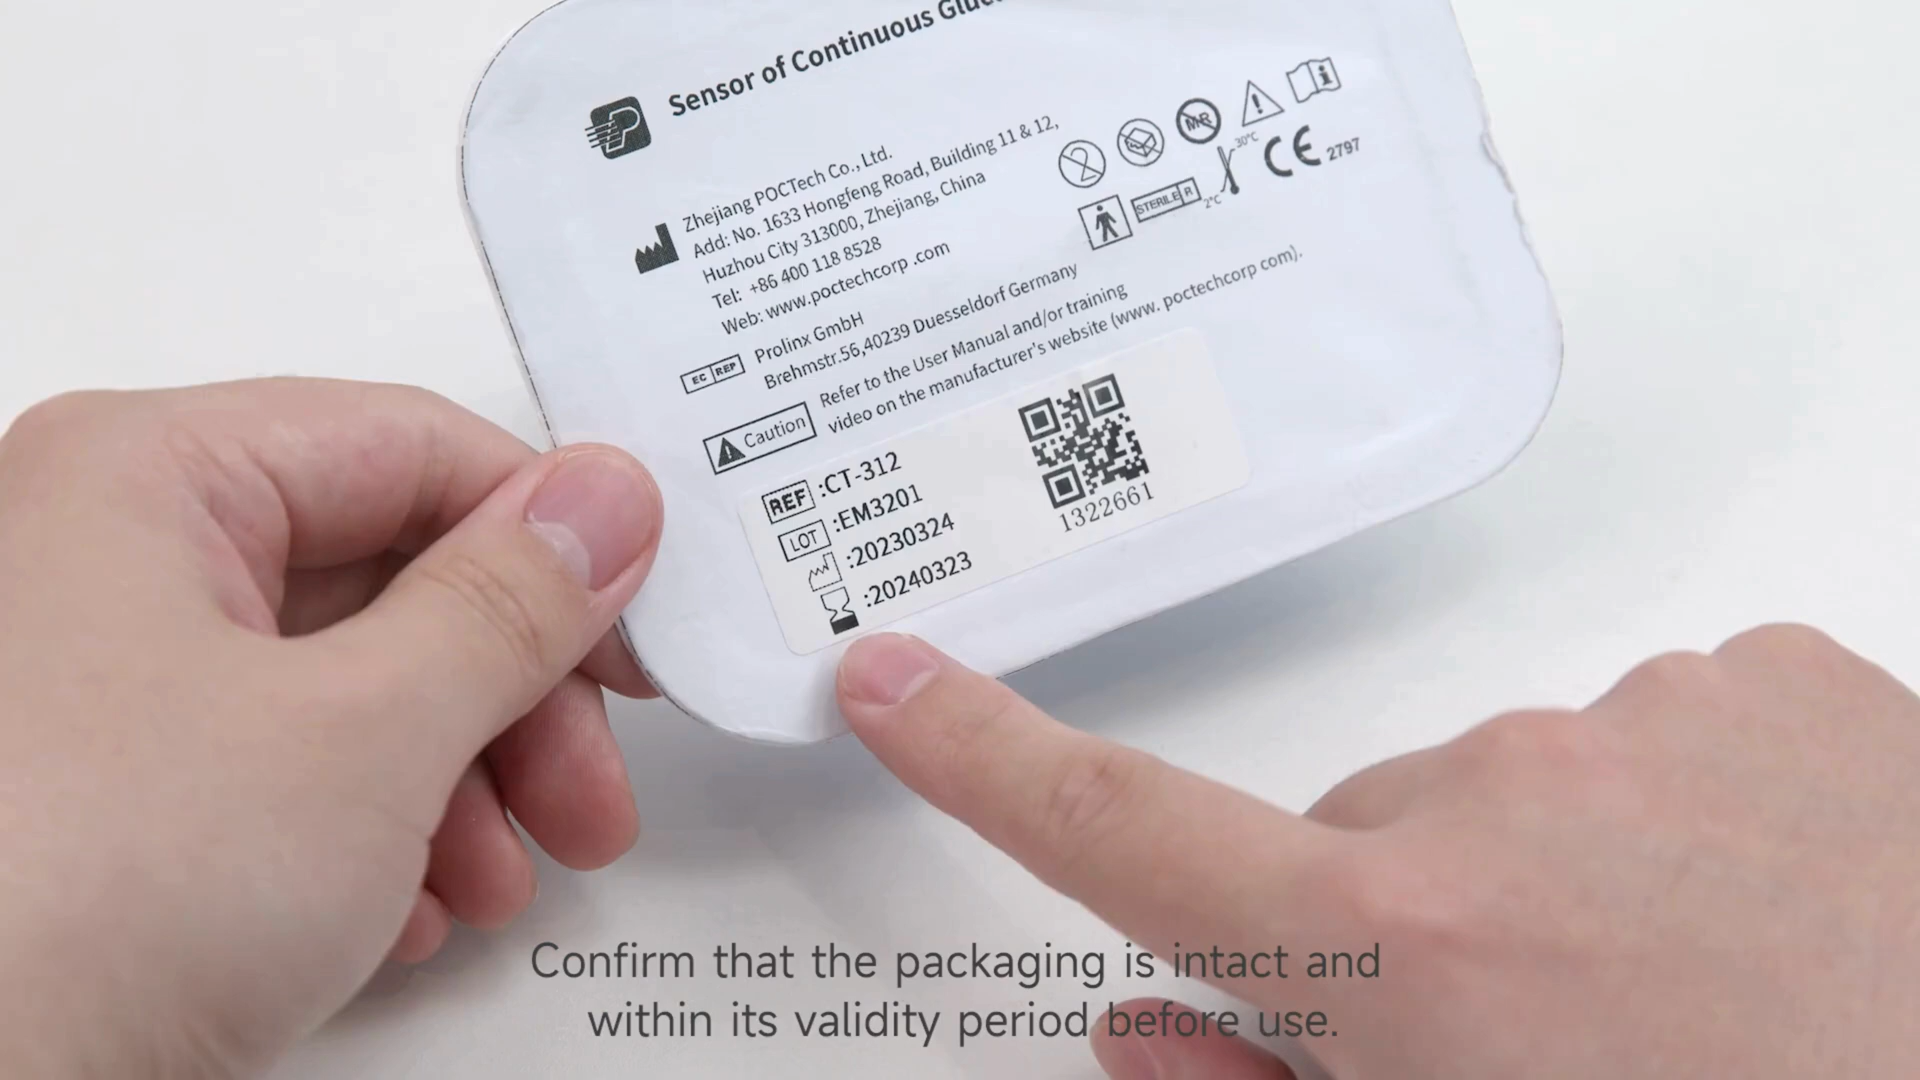 Sensor of Continuous
Zhejiang POCTech Co., Ltd.
Add: No. 1633 Hongfeng Road, Building 11 & 12,
Huzhou City 313000, Zhejiang, China
Tel: +86 400 118 8528
Web: www.poctechcorp .com
2
MR
30°C
2°C
CE 2797
STERILE R
EC REP
Prolinx GmbH
Brehmstr.56,40239 Duesseldorf Germany
Caution
Refer to the User Manual and/or training
video on the manufacturer's website (www. poctechcorp com).
REF :CT-312
LOT :EM3201
:20230324
:20240323
1322661
Confirm that the packaging is intact and
within its validity period before use.